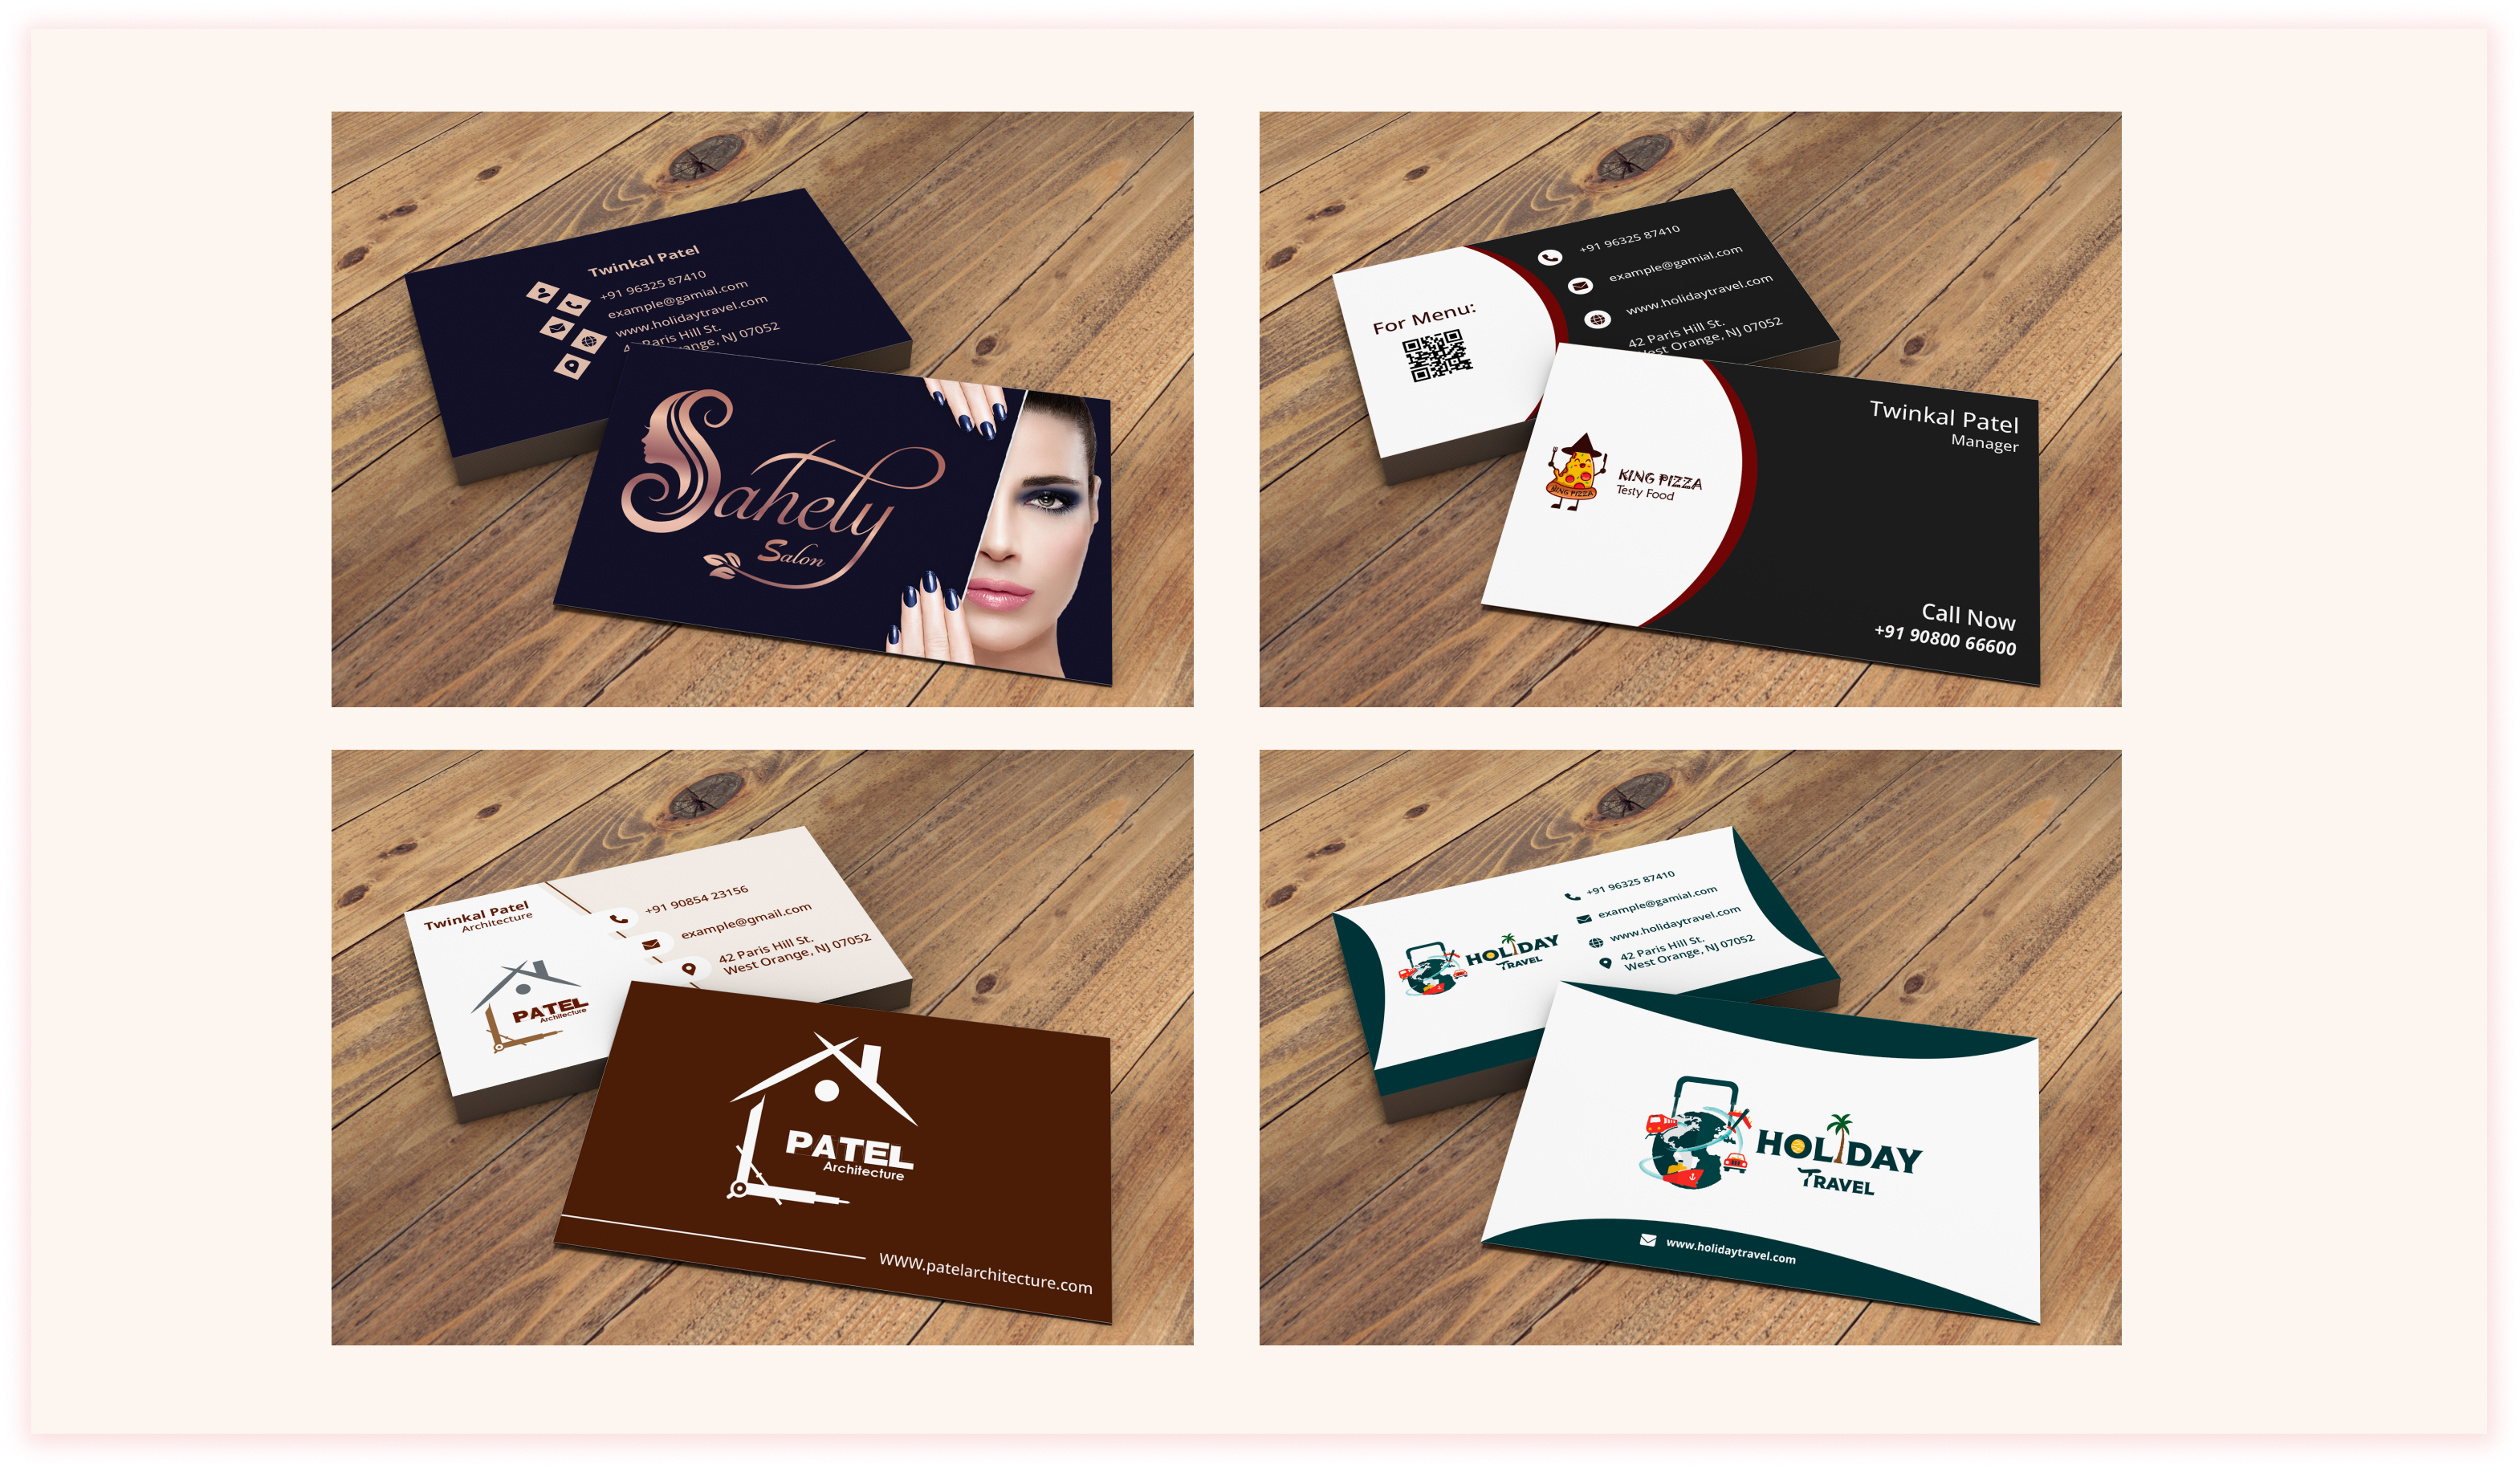 Twinkal Patel
+91 96325 87410
example@gamial.com
www.holidaytravel.com
Paris Hill St.
NJ 07052
Sahely
Salon
For Menu:
+91 96325 87410
example@gamial.com
www.holidaytravel.com
42 Paris Hill St.
West Orange, NJ 07052
Twinkal Patel
Manager
KING PIZZA
KING PIZZA
Testy Food
Call Now
+91 90800 66600
Twinkal Patel
Architecture
+91 90854 23156
example@gmail.com
42 Paris Hill St.
West Orange, NJ 07052
PATEL
Architecture
PATEL
Architecture
WWW.patelarchitecture.com
+91 96325 87410
example@gamial.com
www.holidaytravel.com
42 Paris Hill St.
West Orange, NJ 07052
HOLIDAY
TRAVEL
HOLIDAY
TRAVEL
www.holidaytravel.com